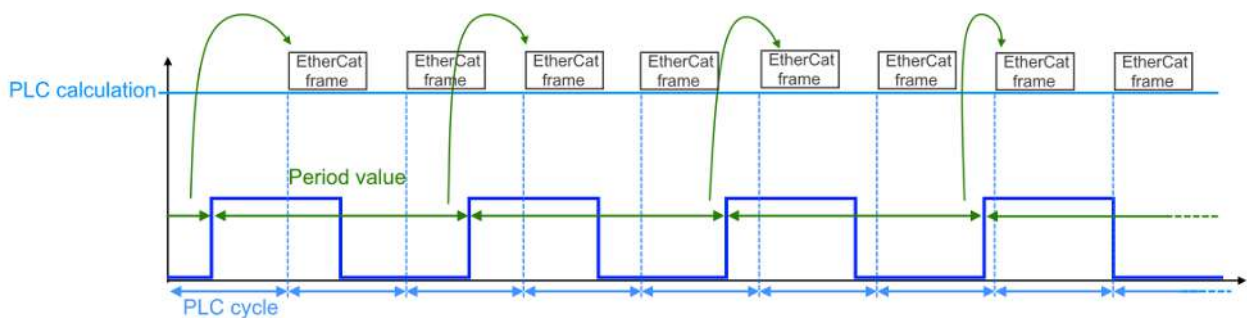 EtherCat
frame
EtherCat
frame
EtherCat
frame
EtherCat
frame
EtherCat
frame
EtherCat
frame
EtherCat
frame
EtherCat
frame
PLC calculation
Period value
PLC cycle